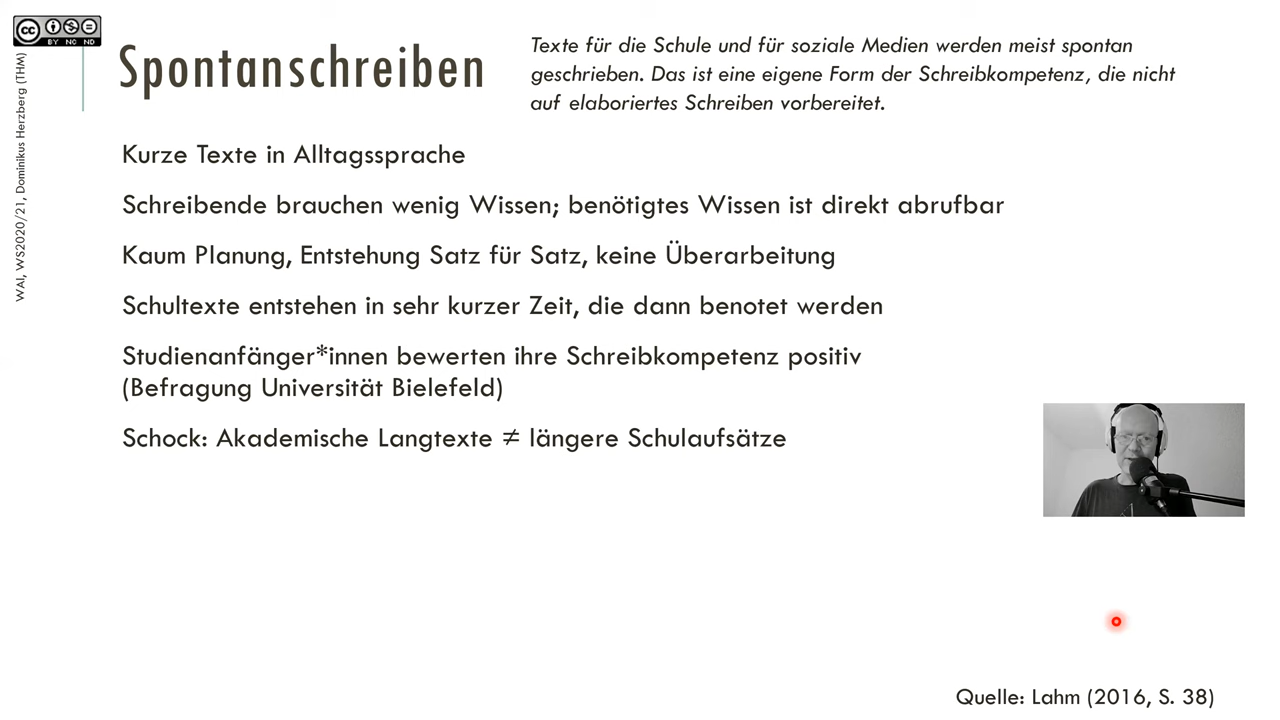 cc
BY NC ND
WAI, WS2020/21, Dominikus Herzberg (THM)
Spontanschreiben
Texte für die Schule und für soziale Medien werden meist spontan
geschrieben. Das ist eine eigene Form der Schreibkompetenz, die nicht
auf elaboriertes Schreiben vorbereitet.
Kurze Texte in Alltagssprache
Schreibende brauchen wenig Wissen; benötigtes Wissen ist direkt abrufbar
Kaum Planung, Entstehung Satz für Satz, keine Überarbeitung
Schultexte entstehen in sehr kurzer Zeit, die dann benotet werden
Studienanfänger*innen bewerten ihre Schreibkompetenz positiv
(Befragung Universität Bielefeld)
Schock: Akademische Langtexte ≠ längere Schulaufsätze
Quelle: Lahm (2016, S. 38)